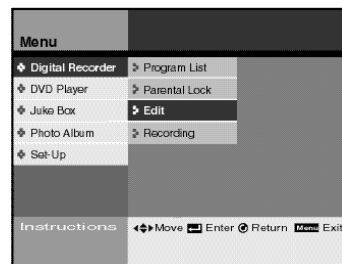 Menu
Digital Recorder
DVD Player
Juke Box
Photo Album
Set-Up
Program List
Parental Lock
Edit
Recording
Instructions
Move Enter Return Menu Exit